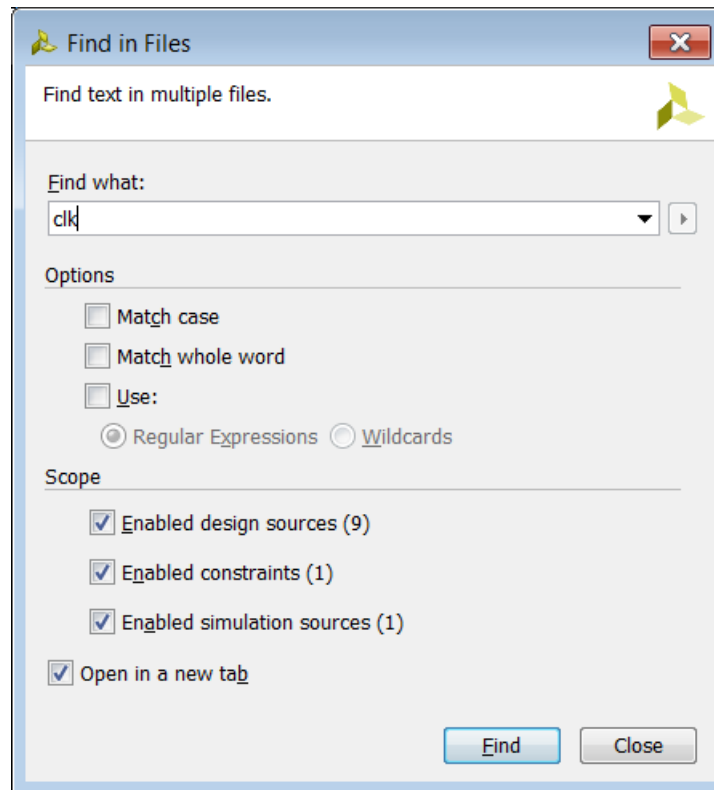 Find in Files
Find text in multiple files.
Find what:
clk
Options
Match case
Match whole word
Use:
Regular Expressions Wildcards
Scope
Enabled design sources (9)
Enabled constraints (1)
Enabled simulation sources (1)
Open in a new tab
Find Close